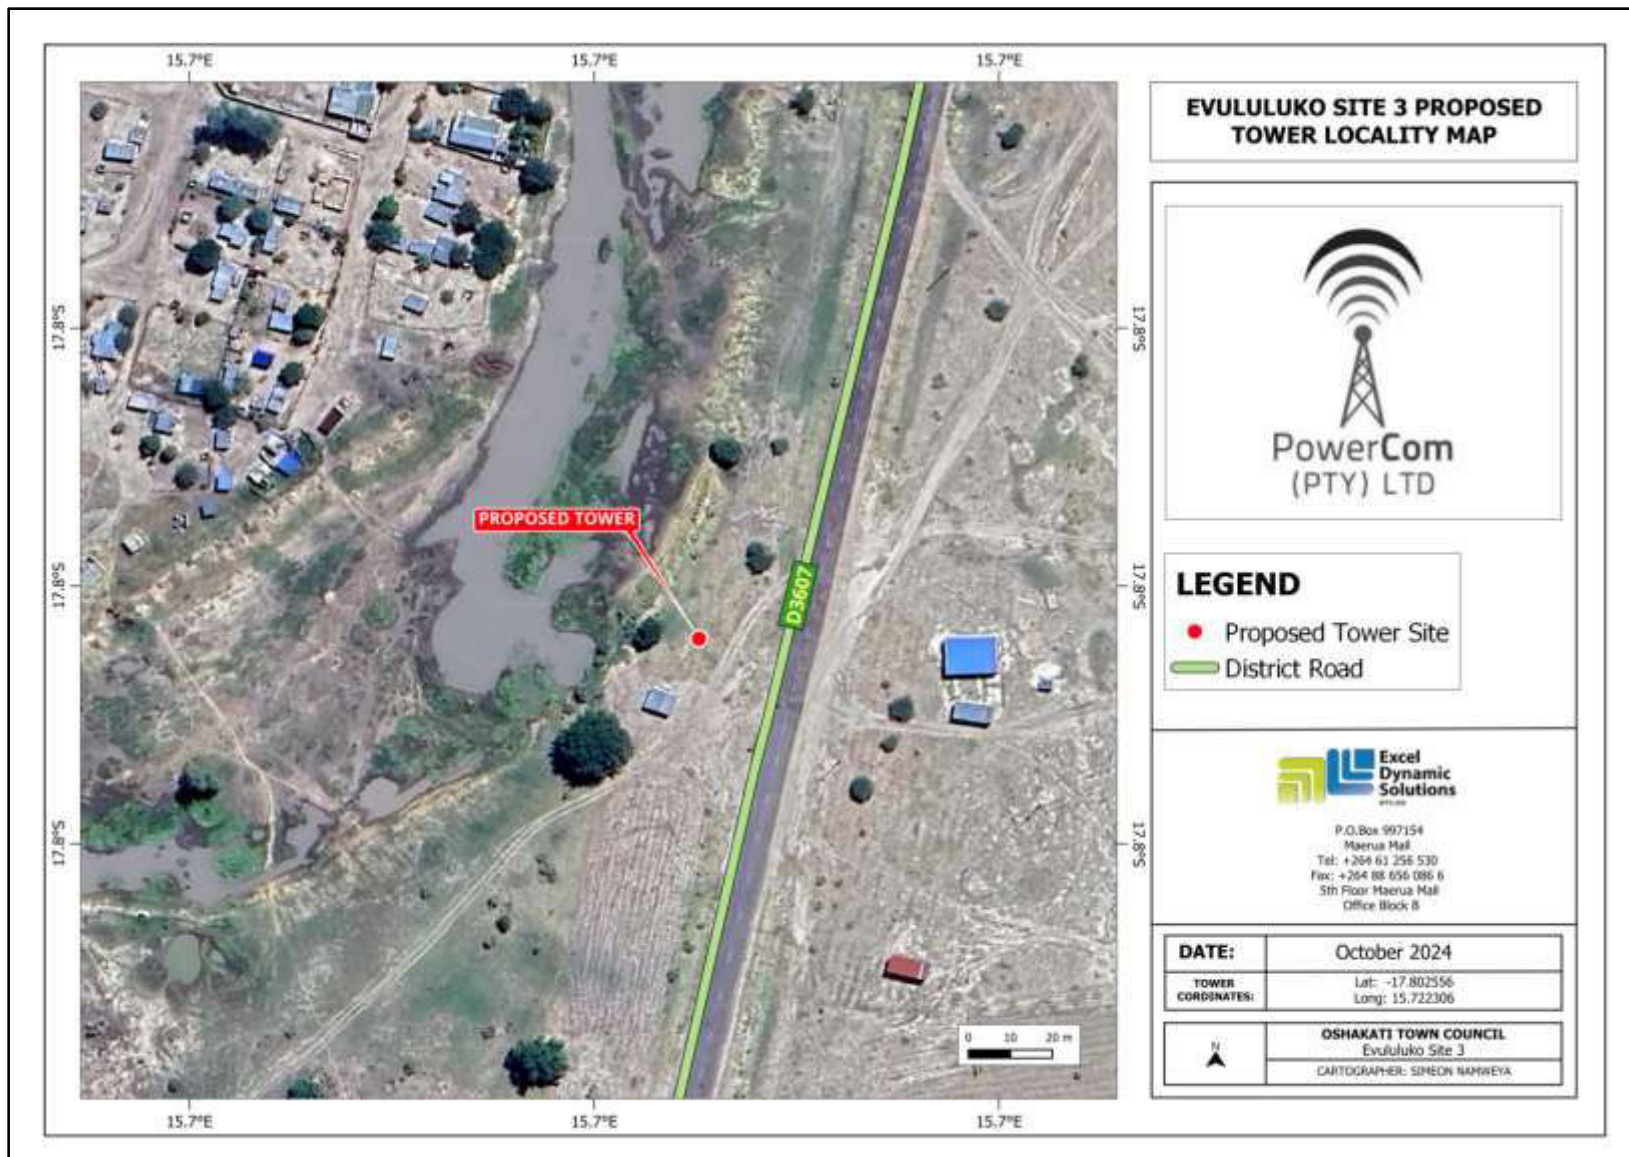 15.7°E 15.7°E 15.7°E
17.8°S
17.8°S
17.8°S
PROPOSED TOWER
D3607
17.8°S
17.8°S
17.8°S
0 10 20 m
15.7°E 15.7°E 15.7°E
EVULULUKO SITE 3 PROPOSED
TOWER LOCALITY MAP
PowerCom
(PTY) LTD
LEGEND
Proposed Tower Site
District Road
Excel
Dynamic
Solutions
P.O.Box 997154
Maerua Mall
Tel: +264 61 256 530
Fax: +264 88 656 086 6
5th Floor Maerua Mall
Office Block B
DATE: October 2024
TOWER
CORDINATES:
Lat: -17.802556
Long: 15.722306
N
OSHAKATI TOWN COUNCIL
Evululuko Site 3
CARTOGRAPHER: SIMEON NAMWEYA